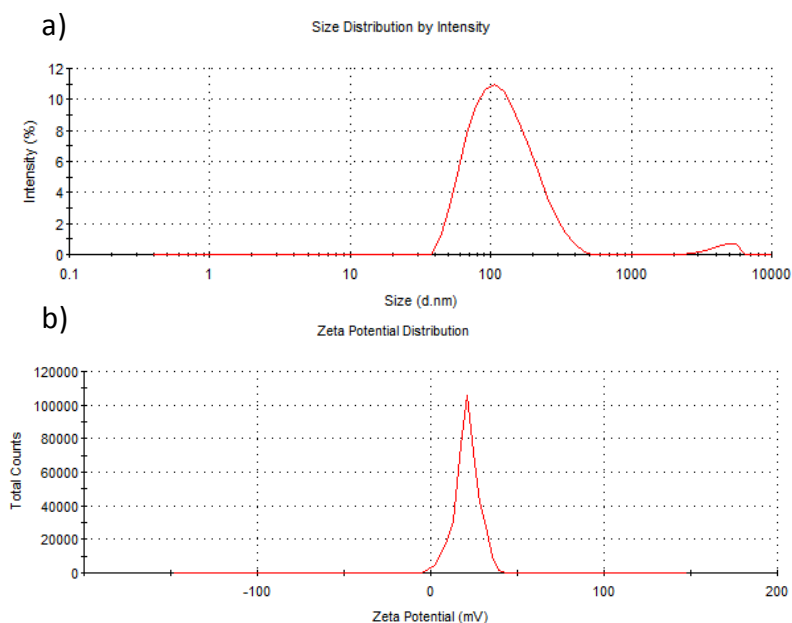 a)
Size Distribution by Intensity
12
10
8
6
4
2
0
Intensity (%)
0.1 1 10 100 1000 10000
Size (d.nm)
b)
Zeta Potential Distribution
120000
100000
80000
60000
40000
20000
0
Total Counts
-100 0 100 200
Zeta Potential (mV)